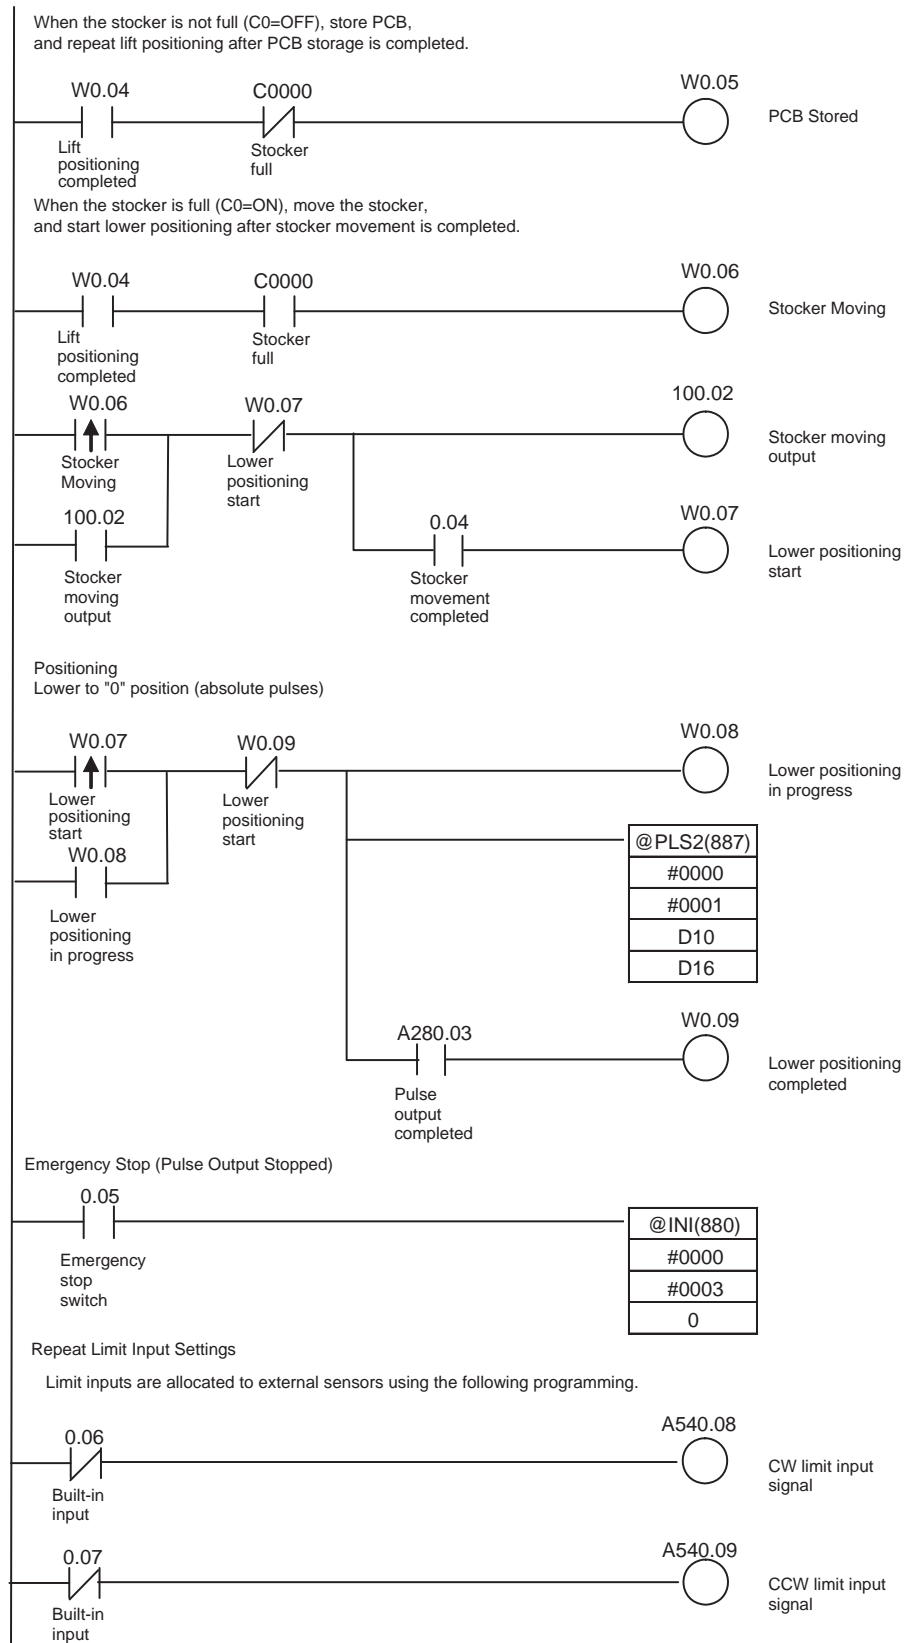 When the stocker is not full (C0=OFF), store PCB,
and repeat lift positioning after PCB storage is completed.
W0.04
C0000
W0.05
PCB Stored
Lift
positioning
completed
Stocker
full
When the stocker is full (C0=ON), move the stocker,
and start lower positioning after stocker movement is completed.
W0.04
C0000
W0.06
Stocker Moving
Lift
positioning
completed
Stocker
full
W0.06
W0.07
100.02
Stocker moving
output
Stocker
Moving
Lower
positioning
start
100.02
0.04
W0.07
Lower positioning
start
Stocker
moving
output
Stocker
movement
completed
Positioning
Lower to "0" position (absolute pulses)
W0.07
W0.09
W0.08
Lower positioning
in progress
Lower
positioning
start
Lower
positioning
start
W0.08
Lower
positioning
in progress
@PLS2(887)
#0000
#0001
D10
D16
A280.03
W0.09
Lower positioning
completed
Pulse
output
completed
Emergency Stop (Pulse Output Stopped)
0.05
Emergency
stop
switch
@INI(880)
#0000
#0003
0
Repeat Limit Input Settings
Limit inputs are allocated to external sensors using the following programming.
0.06
A540.08
CW limit input
signal
Built-in
input
0.07
A540.09
CCW limit input
signal
Built-in
input